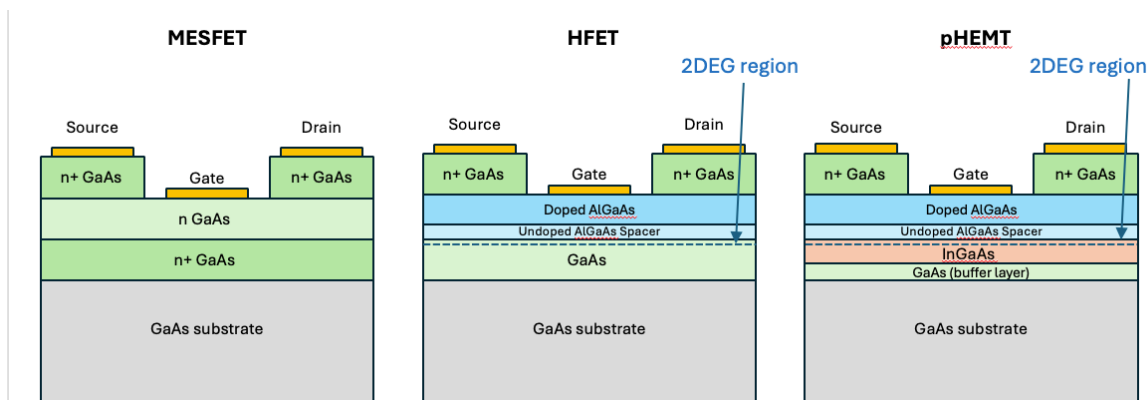 MESFET
HFET
pHEMT
2DEG region
2DEG region
Source
Drain
Gate
n+ GaAs
n+ GaAs
n GaAs
n+ GaAs
GaAs substrate
Source
Drain
Gate
n+ GaAs
n+ GaAs
Doped AlGaAs
Undoped AlGaAs Spacer
GaAs
GaAs substrate
Source
Drain
Gate
n+ GaAs
n+ GaAs
Doped AlGaAs
Undoped AlGaAs Spacer
InGaAs
GaAs (buffer layer)
GaAs substrate